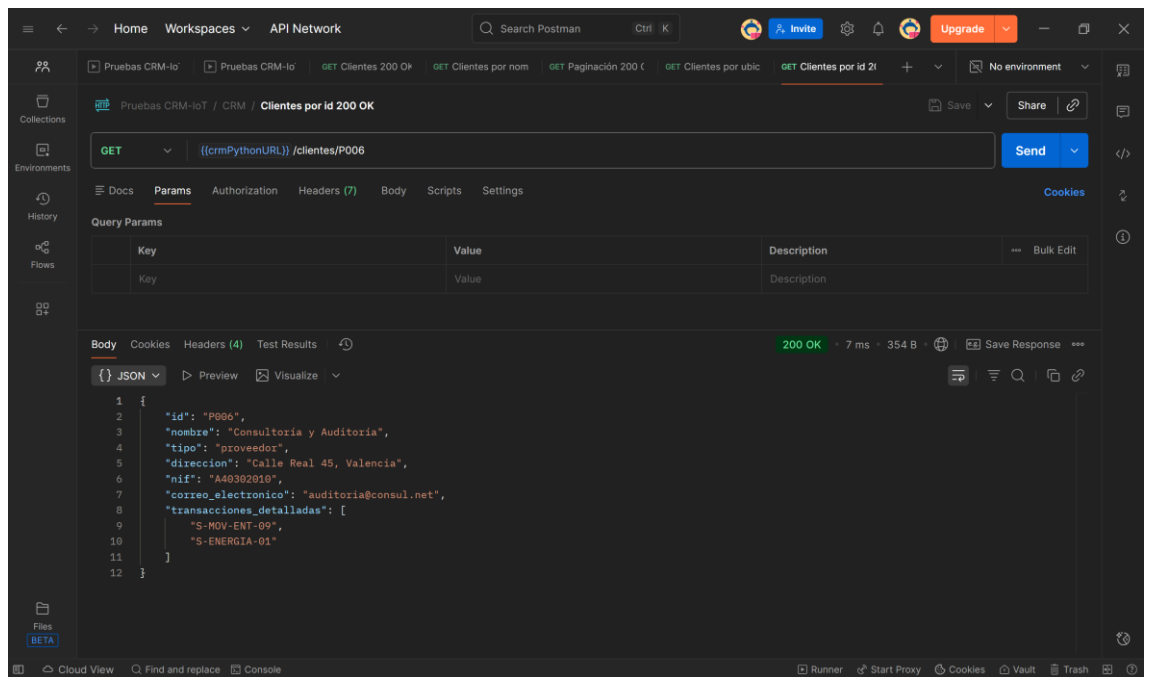 Home Workspaces API Network Search Postman Ctrl K Invite Upgrade
Pruebas CRM-Io Pruebas CRM-Io GET Clientes 200 OK GET Clientes por nom GET Paginación 200 ( GET Clientes por ubic GET Clientes por id 20 No environment
Collections
HTTP Pruebas CRM-IoT / CRM / Clientes por id 200 OK Save Share
GET {{crmPythonURL}} /clientes/P006 Send
Environments
Docs Params Authorization Headers (7) Body Scripts Settings Cookies
History
Query Params
Key Value Description Bulk Edit
Flows
Key Value Description
Body Cookies Headers (4) Test Results 200 OK 7 ms 354 B e.g. Save Response
{} JSON Preview Visualize
1 {
2 "id": "P006",
3 "nombre": "Consultoría y Auditoría",
4 "tipo": "proveedor",
5 "direccion": "Calle Real 45, Valencia",
6 "nif": "A40302010",
7 "correo_electronico": "auditoria@consul.net",
8 "transacciones_detalladas": [
9 "S-MOV-ENT-09",
10 "S-ENERGIA-01"
11 ]
12 }
Files
BETA
Cloud View Find and replace Console Runner Start Proxy Cookies Vault Trash